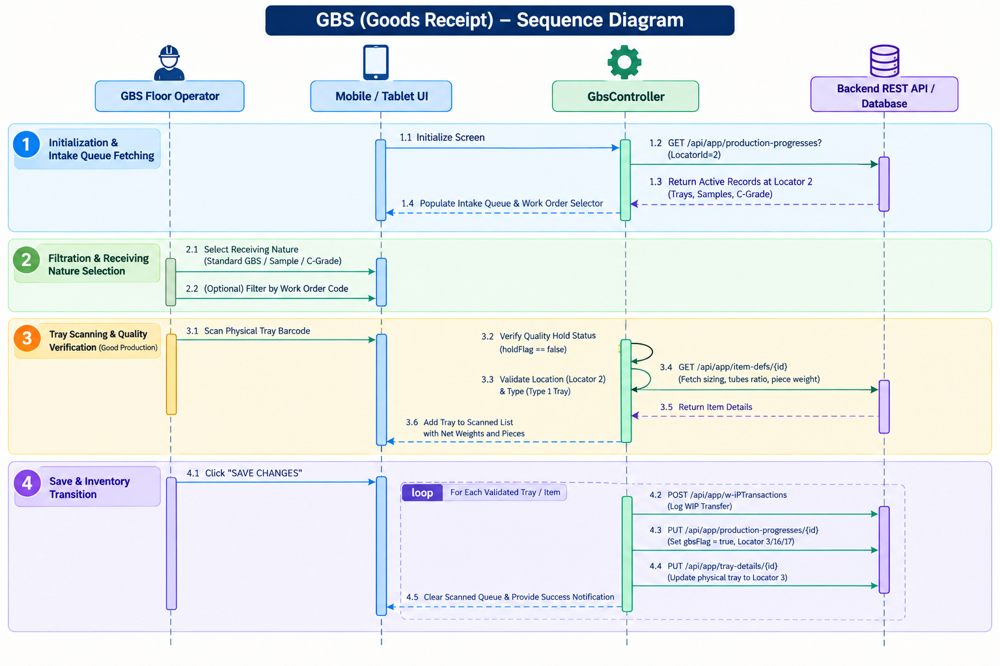 GBS (Goods Receipt) – Sequence Diagram
GBS Floor Operator
Mobile / Tablet UI
GbsController
Backend REST API /
Database
1
Initialization &
Intake Queue Fetching
1.1 Initialize Screen
1.2 GET /api/app/production-progresses?
(LocatorId=2)
1.3 Return Active Records at Locator 2
(Trays, Samples, C-Grade)
1.4 Populate Intake Queue & Work Order Selector
2
Filtration & Receiving
Nature Selection
2.1 Select Receiving Nature
(Standard GBS / Sample / C-Grade)
2.2 (Optional) Filter by Work Order Code
3
Tray Scanning & Quality
Verification (Good Production)
3.1 Scan Physical Tray Barcode
3.2 Verify Quality Hold Status
(holdFlag == false)
3.3 Validate Location (Locator 2)
& Type (Type 1 Tray)
3.4 GET /api/app/item-defs/{id}
(Fetch sizing, tubes ratio, piece weight)
3.5 Return Item Details
3.6 Add Tray to Scanned List
with Net Weights and Pieces
4
Save & Inventory
Transition
4.1 Click "SAVE CHANGES"
loop For Each Validated Tray / Item
4.2 POST /api/app/w-iPTransactions
(Log WIP Transfer)
4.3 PUT /api/app/production-progresses/{id}
(Set gbsFlag = true, Locator 3/16/17)
4.4 PUT /api/app/tray-details/{id}
(Update physical tray to Locator 3)
4.5 Clear Scanned Queue & Provide Success Notification